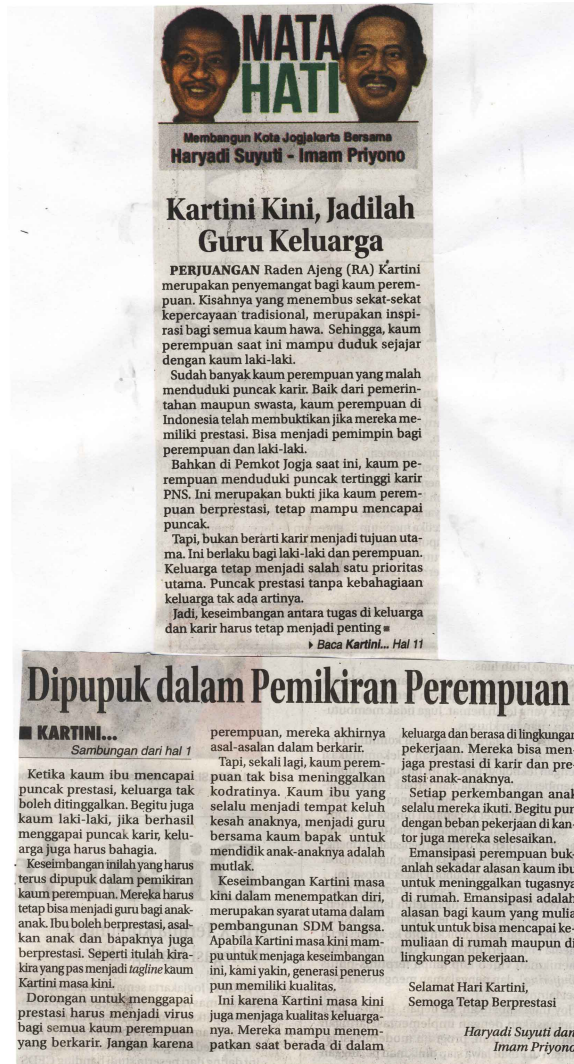 MATA
HATI
Membangun Kota Jogjakarta Bersama
Haryadi Suyuti - Imam Priyono
Kartini Kini, Jadilah
Guru Keluarga
PERJUANGAN Raden Ajeng (RA) Kartini
merupakan penyemangat bagi kaum perem-
puan. Kisahnya yang menembus sekat-sekat
kepercayaan tradisional, merupakan inspi-
rasi bagi semua kaum hawa. Sehingga, kaum
perempuan saat ini mampu duduk sejajar
dengan kaum laki-laki.
Sudah banyak kaum perempuan yang malah
menduduki puncak karir. Baik dari pemerin-
tahan maupun swasta, kaum perempuan di
Indonesia telah membuktikan jika mereka me-
miliki prestasi. Bisa menjadi pemimpin bagi
perempuan dan laki-laki.
Bahkan di Pemkot Jogja saat ini, kaum pe-
rempuan menduduki puncak tertinggi karir
PNS. Ini merupakan bukti jika kaum perem-
puan berprestasi, tetap mampu mencapai
puncak.
Tapi, bukan berarti karir menjadi tujuan uta-
ma. Ini berlaku bagi laki-laki dan perempuan.
Keluarga tetap menjadi salah satu prioritas
utama. Puncak prestasi tanpa kebahagiaan
keluarga tak ada artinya.
Jadi, keseimbangan antara tugas di keluarga
dan karir harus tetap menjadi penting ■
▸ Baca Kartini... Hal 11
Dipupuk dalam Pemikiran Perempuan
■ KARTINI...
Sambungan dari hal 1
Ketika kaum ibu mencapai
puncak prestasi, keluarga tak
boleh ditinggalkan. Begitu juga
kaum laki-laki, jika berhasil
menggapai puncak karir, kelu-
arga juga harus bahagia.
Keseimbangan inilah yang harus
terus dipupuk dalam pemikiran
kaum perempuan. Mereka harus
tetap bisa menjadi guru bagi anak-
anak. Ibu boleh berprestasi, asal-
kan anak dan bapaknya juga
berprestasi. Seperti itulah kira-
kira yang pas menjadi tagline kaum
Kartini masa kini.
Dorongan untuk menggapai
prestasi harus menjadi virus
bagi semua kaum perempuan
yang berkarir. Jangan karena
perempuan, mereka akhirnya
asal-asalan dalam berkarir.
Tapi, sekali lagi, kaum perem-
puan tak bisa meninggalkan
kodratinya. Kaum ibu yang
selalu menjadi tempat keluh
kesah anaknya, menjadi guru
bersama kaum bapak untuk
mendidik anak-anaknya adalah
mutlak.
Keseimbangan Kartini masa
kini dalam menempatkan diri,
merupakan syarat utama dalam
pembangunan SDM bangsa.
Apabila Kartini masa kini mam-
pu untuk menjaga keseimbangan
ini, kami yakin, generasi penerus
pun memiliki kualitas.
Ini karena Kartini masa kini
juga menjaga kualitas keluarga-
nya. Mereka mampu menem-
patkan saat berada di dalam
keluarga dan berasa di lingkungan
pekerjaan. Mereka bisa men-
jaga prestasi di karir dan pre-
stasi anak-anaknya.
Setiap perkembangan anak
selalu mereka ikuti. Begitu pun
dengan beban pekerjaan di kan-
tor juga mereka selesaikan.
Emansipasi perempuan buk-
anlah sekadar alasan kaum ibu
untuk meninggalkan tugasnya
di rumah. Emansipasi adalah
alasan bagi kaum yang mulia
untuk untuk bisa mencapai ke-
muliaan di rumah maupun di
lingkungan pekerjaan.
Selamat Hari Kartini,
Semoga Tetap Berprestasi
Haryadi Suyuti dan
Imam Priyono